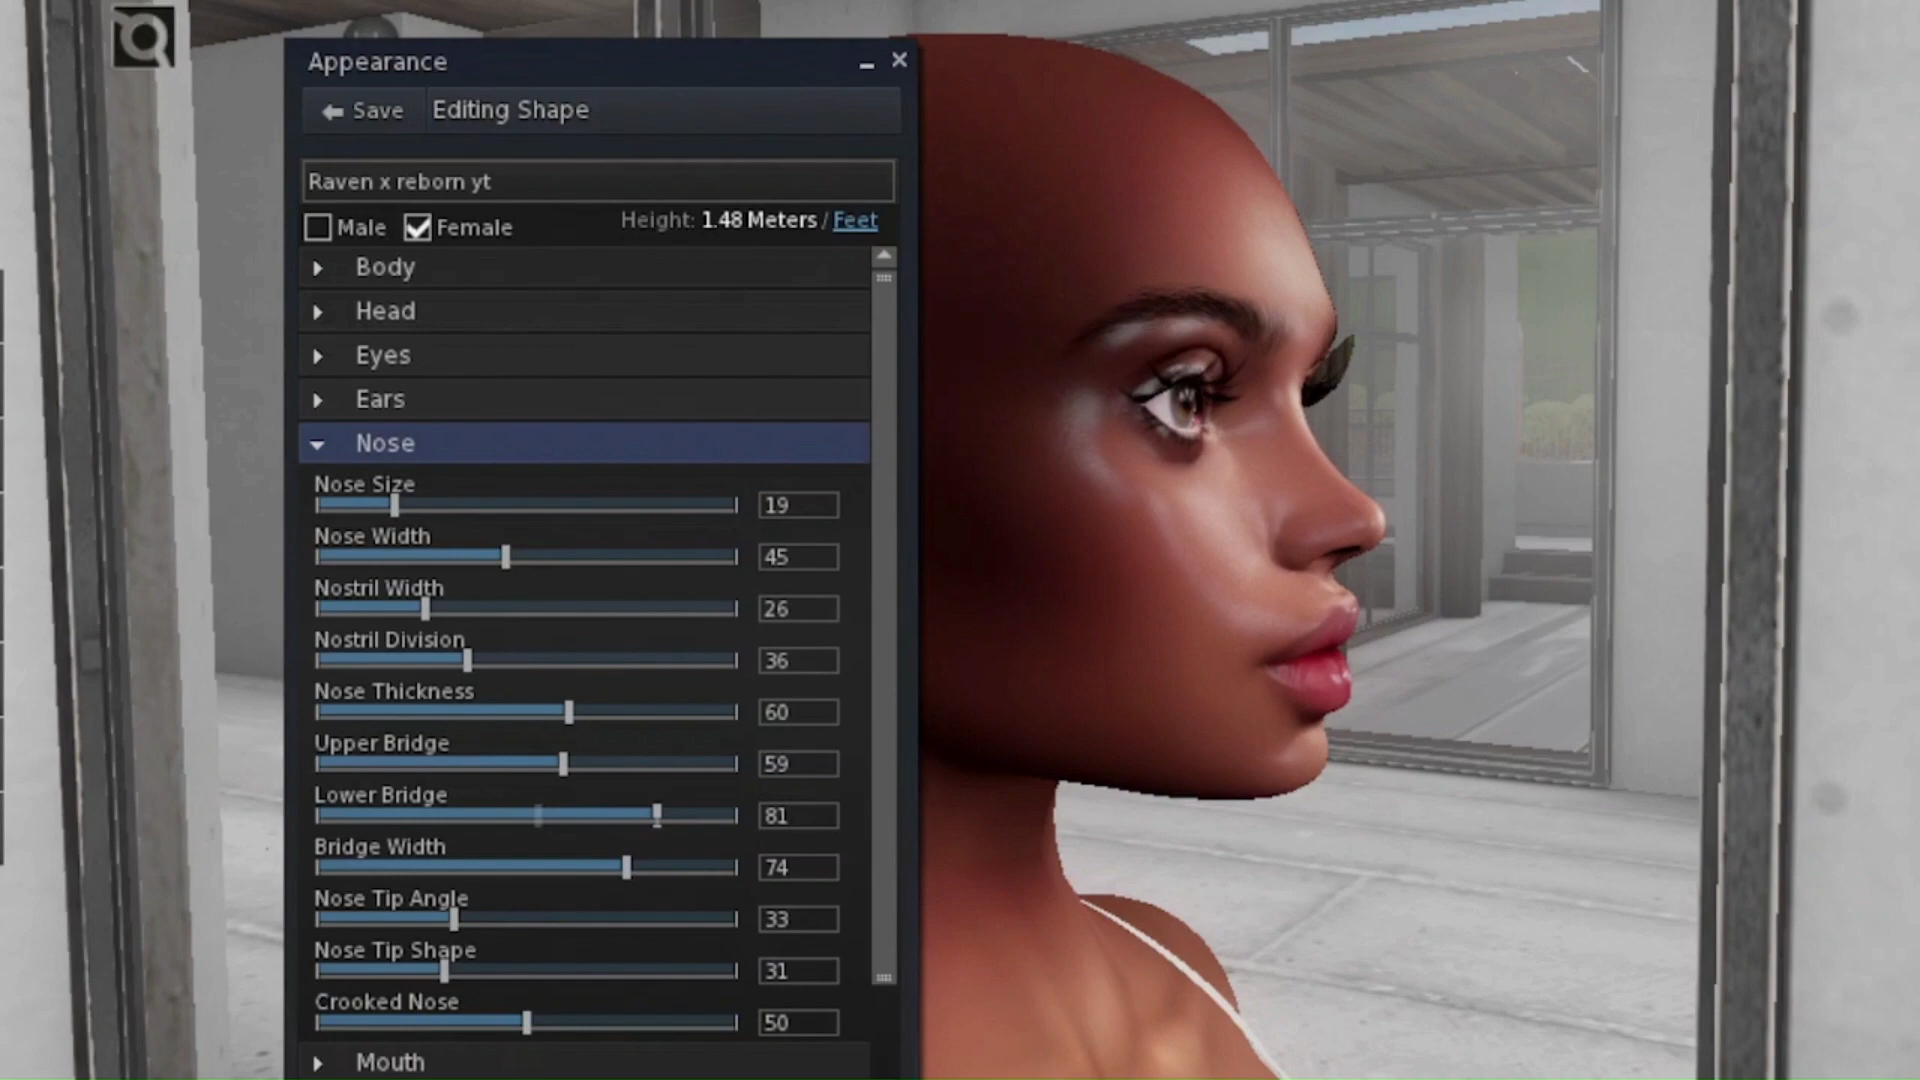 Appearance
Save Editing Shape
Raven x reborn yt
Male Female Height: 1.48 Meters / Feet
Body
Head
Eyes
Ears
Nose
Nose Size
19
Nose Width
45
Nostril Width
26
Nostril Division
36
Nose Thickness
60
Upper Bridge
59
Lower Bridge
81
Bridge Width
74
Nose Tip Angle
33
Nose Tip Shape
31
Crooked Nose
50
Mouth